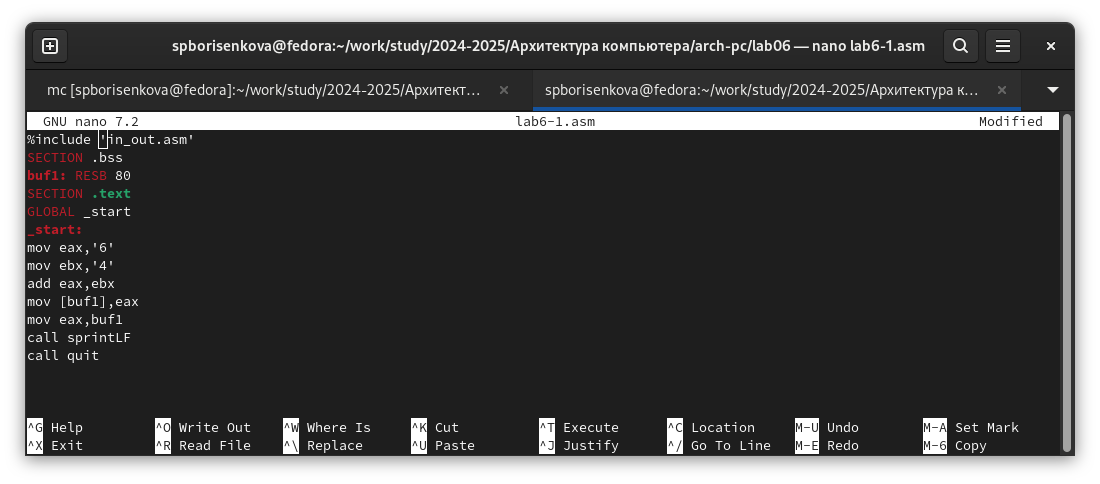 spborisenkova@fedora:~/work/study/2024-2025/Архитектура компьютера/arch-pc/lab06 — nano lab6-1.asm
mc [spborisenkova@fedora]:~/work/study/2024-2025/Архитект… × spborisenkova@fedora:~/work/study/2024-2025/Архитектура к… ×
GNU nano 7.2 lab6-1.asm Modified
%include 'in_out.asm'
SECTION .bss
buf1: RESB 80
SECTION .text
GLOBAL _start
_start:
mov eax,'6'
mov ebx,'4'
add eax,ebx
mov [buf1],eax
mov eax,buf1
call sprintLF
call quit
^G Help ^O Write Out ^W Where Is ^K Cut ^T Execute ^C Location M-U Undo M-A Set Mark
^X Exit ^R Read File ^\ Replace ^U Paste ^J Justify ^/ Go To Line M-E Redo M-6 Copy